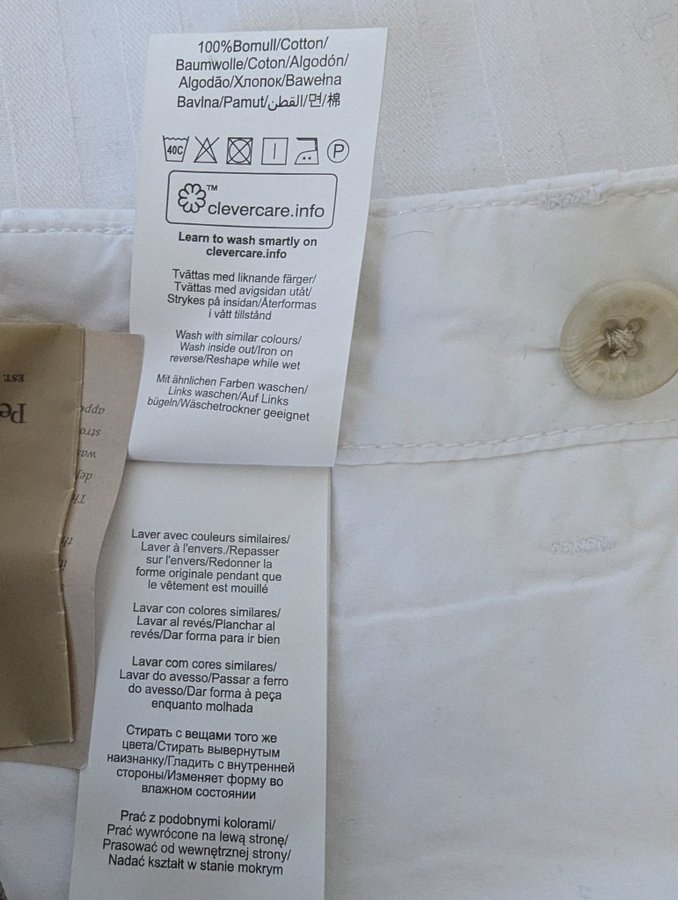 100%Bomull/Cotton/
Baumwolle/Coton/Algodón/
Algodão/Хлопок/Bawełna
Bavlna/Pamut/القطن/면/棉
40C
P
™
clevercare.info
Learn to wash smartly on
clevercare.info
Tvättas med liknande färger/
Tvättas med avigsidan utåt/
Strykes på insidan/Återformas
i vått tillstånd
Wash with similar colours/
Wash inside out/Iron on
reverse/Reshape while wet
Mit ähnlichen Farben waschen/
Links waschen/Auf Links
bügeln/Wäschetrockner geeignet
Laver avec couleurs similaires/
Laver à l'envers./Repasser
sur l'envers/Redonner la
forme originale pendant que
le vêtement est mouillé
Lavar con colores similares/
Lavar al revés/Planchar al
revés/Dar forma para ir bien
Lavar com cores similares/
Lavar do avesso/Passar a ferro
do avesso/Dar forma à peça
enquanto molhada
Стирать с вещами того же
цвета/Стирать вывернутым
наизнанку/Гладить с внутренней
стороны/Изменяет форму во
влажном состоянии
Prać z podobnymi kolorami/
Prać wywrócone na lewą stronę/
Prasować od wewnętrznej strony/
Nadać kształt w stanie mokrym
EST.
Pe